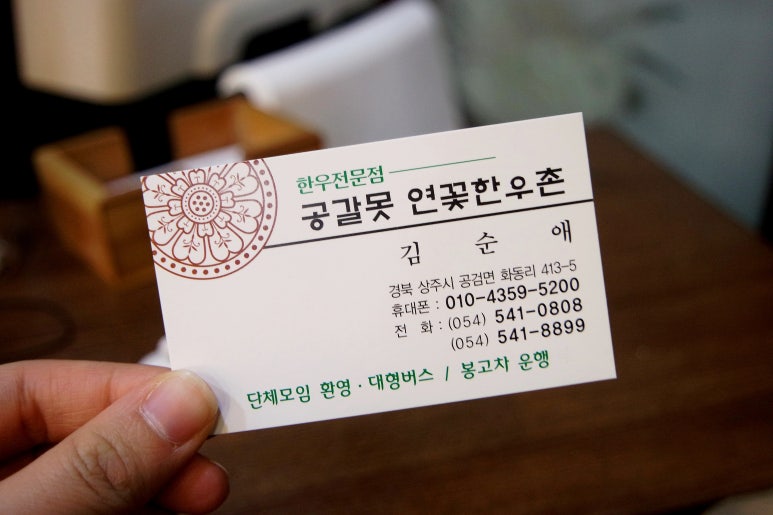 한우전문점
공갈못 연꽃한우촌
김 순 애
경북 상주시 공검면 화동리 413-5
휴대폰 : 010-4359-5200
전 화 : (054) 541-0808
(054) 541-8899
단체모임 환영 · 대형버스 / 봉고차 운행